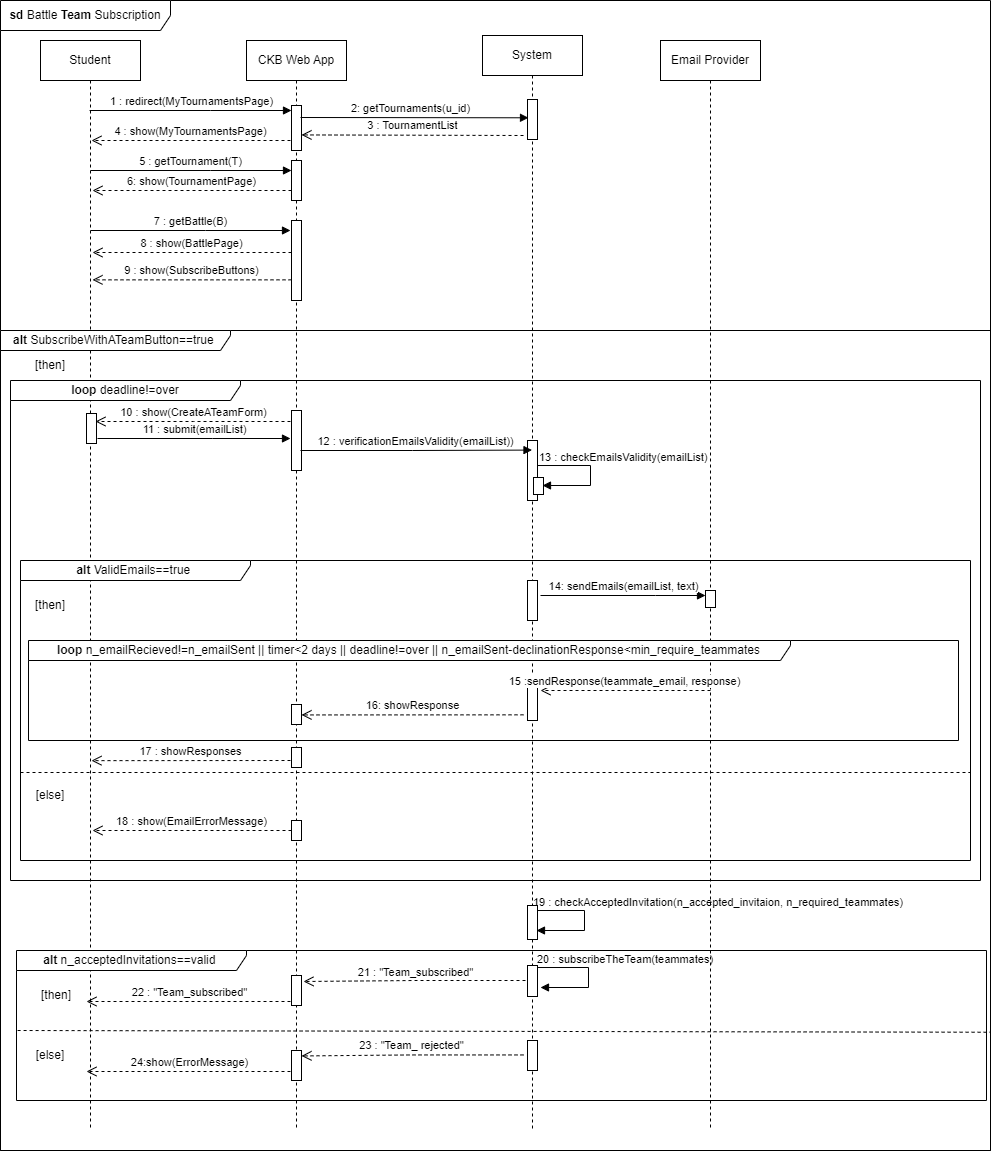 sd Battle Team Subscription
Student
CKB Web App
System
Email Provider
1 : redirect(MyTournamentsPage)
2: getTournaments(u_id)
3 : TournamentList
4 : show(MyTournamentsPage)
5 : getTournament(T)
6: show(TournamentPage)
7 : getBattle(B)
8 : show(BattlePage)
9 : show(SubscribeButtons)
alt SubscribeWithATeamButton==true
[then]
loop deadline!=over
10 : show(CreateATeamForm)
11 : submit(emailList)
12 : verificationEmailsValidity(emailList))
13 : checkEmailsValidity(emailList)
alt ValidEmails==true
14: sendEmails(emailList, text)
[then]
loop n_emailRecieved!=n_emailSent || timer<2 days || deadline!=over || n_emailSent-declinationResponse<min_require_teammates
15 :sendResponse(teammate_email, response)
16: showResponse
17 : showResponses
[else]
18 : show(EmailErrorMessage)
19 : checkAcceptedInvitation(n_accepted_invitaion, n_required_teammates)
alt n_acceptedInvitations==valid
20 : subscribeTheTeam(teammates)
21 : "Team_subscribed"
[then]
22 : "Team_subscribed"
23 : "Team_ rejected"
[else]
24:show(ErrorMessage)